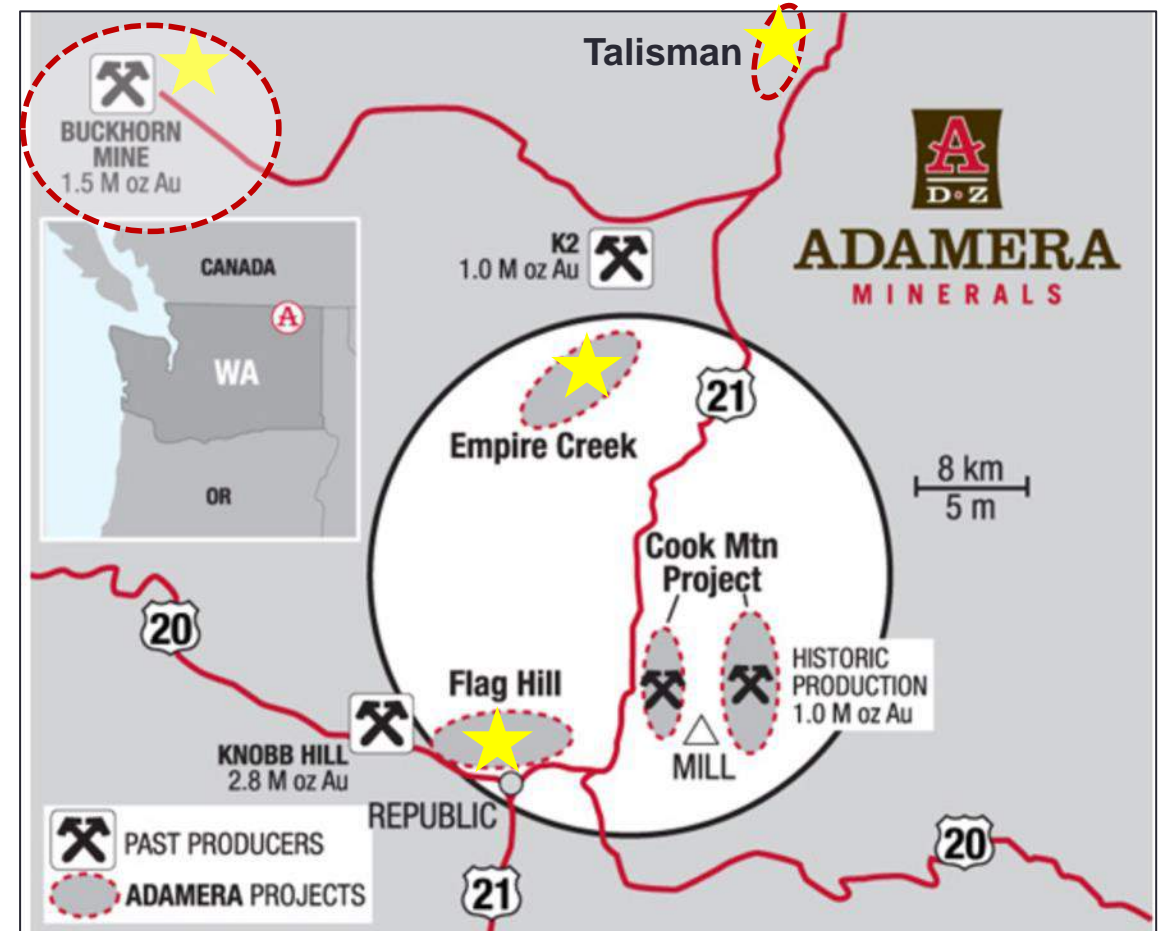 Talisman
BUCKHORN
MINE
1.5 M oz Au
A
D·Z
ADAMERA
MINERALS
K2
1.0 M oz Au
CANADA
A
WA
OR
21
Empire Creek
8 km
5 m
Cook Mtn
Project
20
Flag Hill
HISTORIC
PRODUCTION
1.0 M oz Au
KNOBB HILL
2.8 M oz Au
MILL
REPUBLIC
PAST PRODUCERS
ADAMERA PROJECTS
21
20